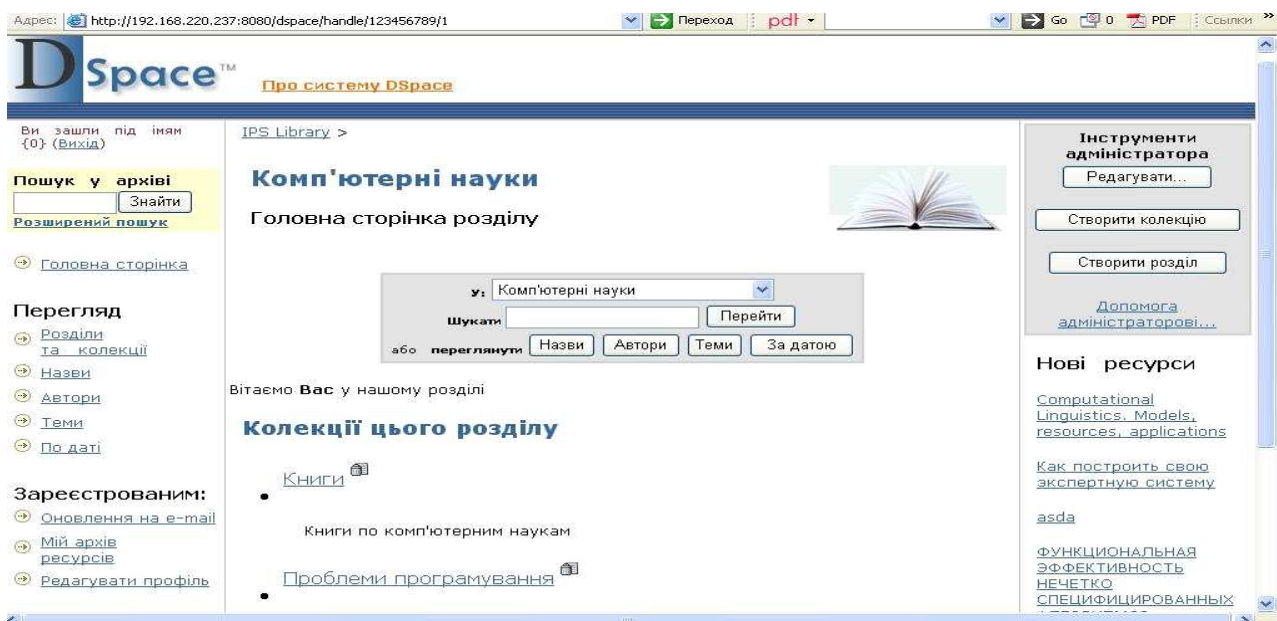 Адрес: http://192.168.220.237:8080/dspace/handle/123456789/1 Переход pdf Go 0 PDF Ссылки »
DSpace™
Про систему DSpace
Ви зашли під імям
{0} (Вихід)
Пошук у архіві
Знайти
Розширений пошук
Головна сторінка
Перегляд
Розділи
та колекції
Назви
Автори
Теми
По даті
Зареєстрованим:
Оновлення на e-mail
Мій архів
ресурсів
Редагувати профіль
IPS Library >
Комп'ютерні науки
Головна сторінка розділу
у: Комп'ютерні науки
Шукати Перейти
або переглянути Назви Автори Теми За датою
Вітаємо Вас у нашому розділі
Колекції цього розділу
Книги
Книги по комп'ютерним наукам
Проблеми програмування
Інструменти
адміністратора
Редагувати...
Створити колекцію
Створити розділ
Допомога
адміністраторові...
Нові ресурси
Computational
Linguistics. Models,
resources, applications
Как построить свою
экспертную систему
asda
ФУНКЦИОНАЛЬНАЯ
ЭФФЕКТИВНОСТЬ
НЕЧЕТКО
СПЕЦИФИЦИРОВАННЫХ